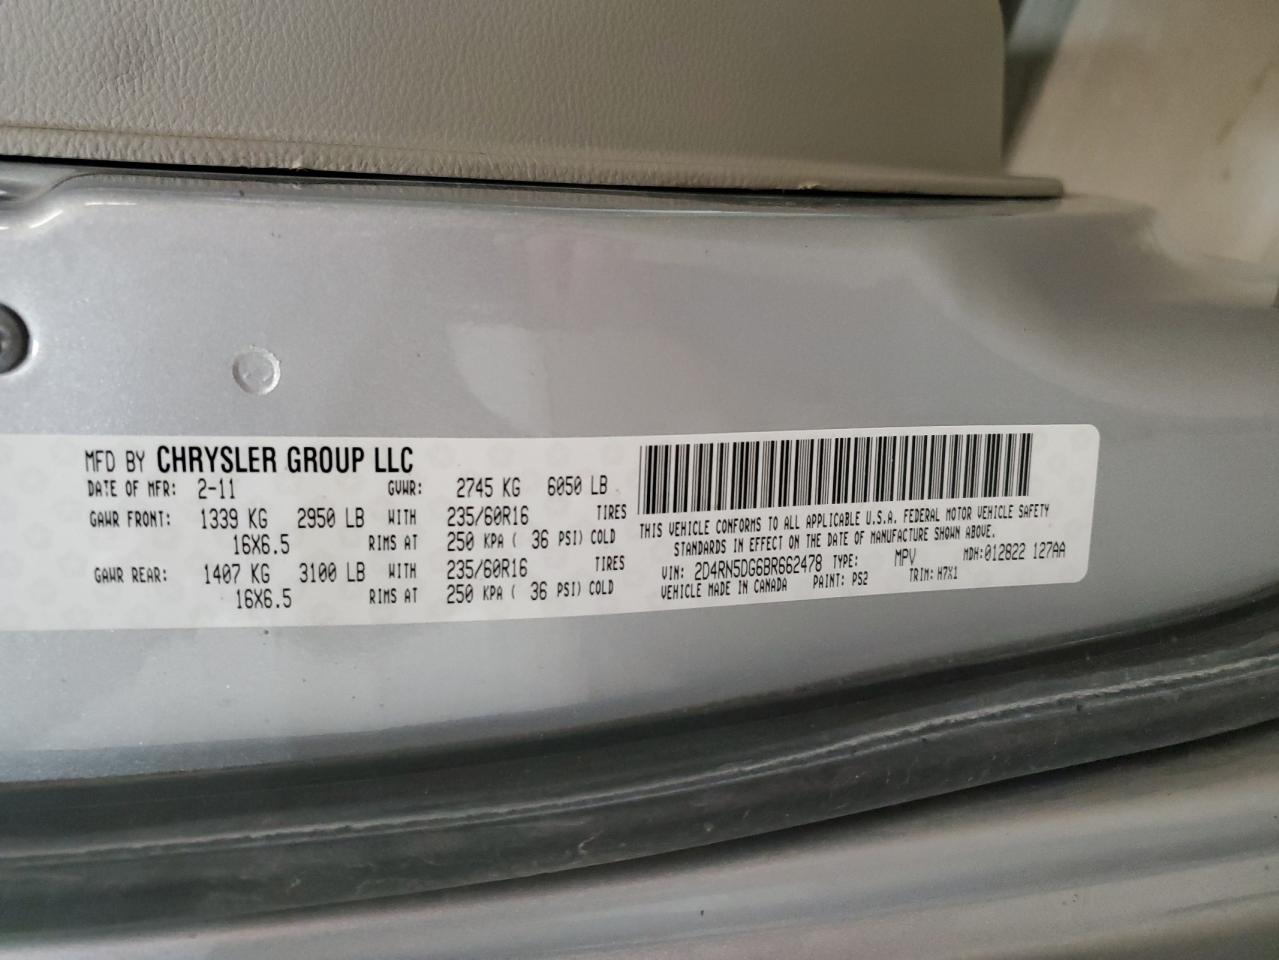 MFD BY CHRYSLER GROUP LLC
DATE OF MFR: 2-11 GVWR: 2745 KG 6050 LB
GAWR FRONT: 1339 KG 2950 LB WITH 235/60R16 TIRES
16X6.5 RIMS AT 250 KPA ( 36 PSI) COLD
GAWR REAR: 1407 KG 3100 LB WITH 235/60R16 TIRES
16X6.5 RIMS AT 250 KPA ( 36 PSI) COLD
THIS VEHICLE CONFORMS TO ALL APPLICABLE U.S.A. FEDERAL MOTOR VEHICLE SAFETY
STANDARDS IN EFFECT ON THE DATE OF MANUFACTURE SHOWN ABOVE.
VIN: 2D4RN5DG6BR662478 TYPE: MPV MDH:012822 127AA
VEHICLE MADE IN CANADA PAINT: PS2 TRIM: H7X1